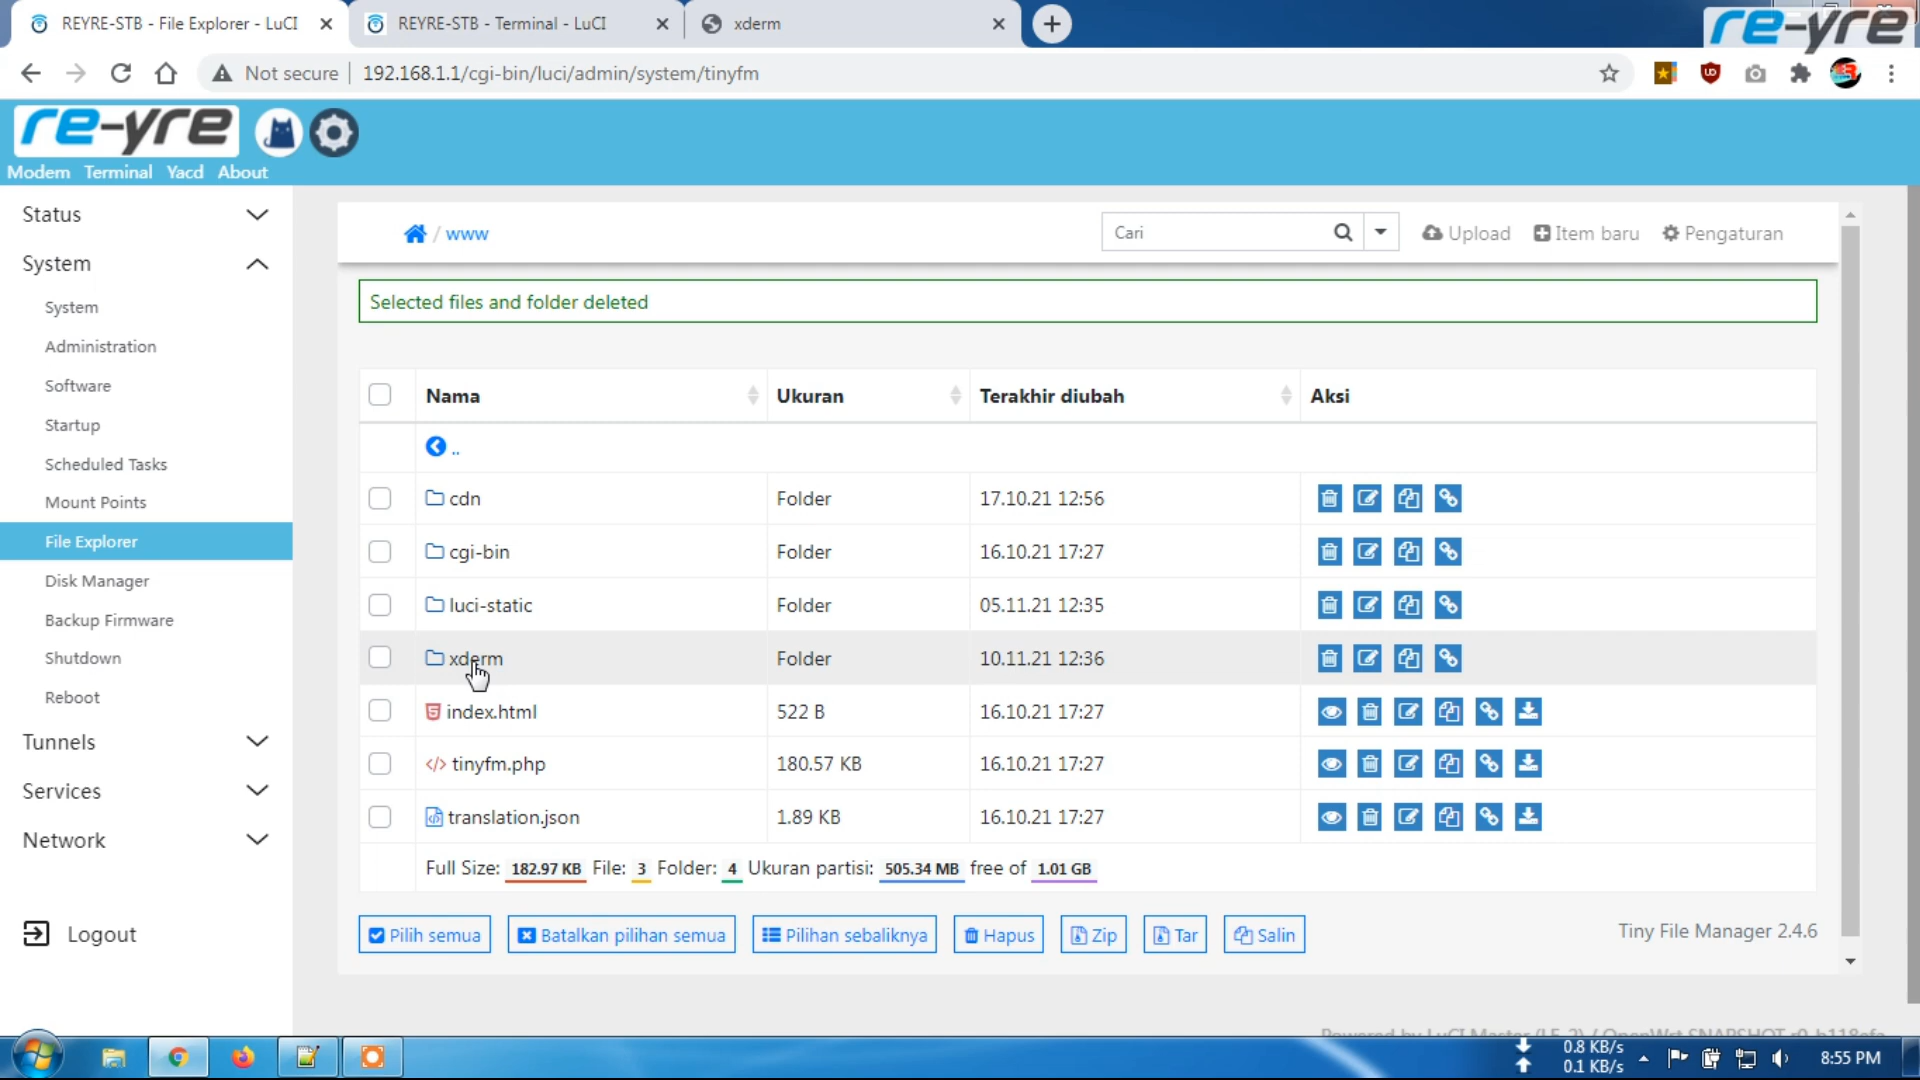 REYRE-STB - File Explorer - LuCI
REYRE-STB - Terminal - LuCI
xderm
re-yre
Not secure
192.168.1.1/cgi-bin/luci/admin/system/tinyfm
re-yre
Modem Terminal Yacd About
Status
System
System
Administration
Software
Startup
Scheduled Tasks
Mount Points
File Explorer
Disk Manager
Backup Firmware
Shutdown
Reboot
Tunnels
Services
Network
Logout
/ www
Cari
Upload
Item baru
Pengaturan
Selected files and folder deleted
Nama Ukuran Terakhir diubah Aksi
..
cdn Folder 17.10.21 12:56
cgi-bin Folder 16.10.21 17:27
luci-static Folder 05.11.21 12:35
xderm Folder 10.11.21 12:36
index.html 522 B 16.10.21 17:27
tinyfm.php 180.57 KB 16.10.21 17:27
translation.json 1.89 KB 16.10.21 17:27
Full Size: 182.97 KB File: 3 Folder: 4 Ukuran partisi: 505.34 MB free of 1.01 GB
Pilih semua
Batalkan pilihan semua
Pilihan sebaliknya
Hapus
Zip
Tar
Salin
Tiny File Manager 2.4.6
0.8 KB/s
0.1 KB/s
8:55 PM